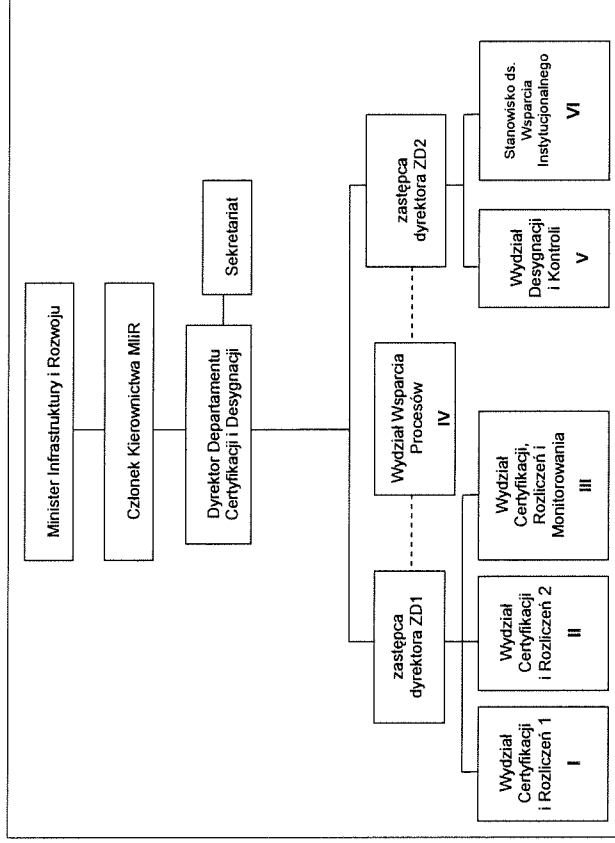 Minister Infrastruktury i Rozwoju
Członek Kierownictwa MIiR
Dyrektor Departamentu
Certyfikacji i Desygnacji
Sekretariat
zastępca
dyrektora ZD1
Wydział Wsparcia
Procesów
IV
zastępca
dyrektora ZD2
Wydział
Certyfikacji
i Rozliczeń 1
I
Wydział
Certyfikacji
i Rozliczeń 2
II
Wydział
Certyfikacji,
Rozliczeń i
Monitorowania
III
Wydział
Desygnacji
i Kontroli
V
Stanowisko ds.
Wsparcia
Instytucjonalnego
VI